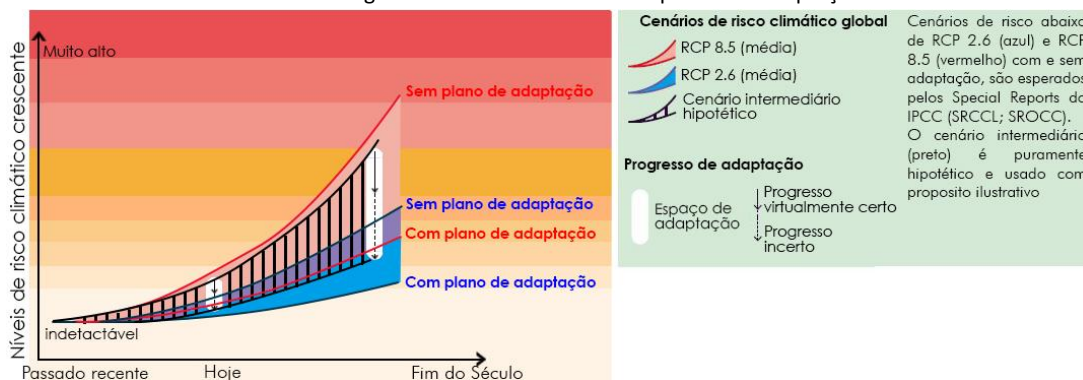 Níveis de risco climático crescente
Muito alto
indetactável
Passado recente
Hoje
Fim do Século
Sem plano de adaptação
Sem plano de adaptação
Com plano de adaptação
Com plano de adaptação
Cenários de risco climático global
RCP 8.5 (média)
RCP 2.6 (média)
Cenário intermediário
hipotético
Progresso de adaptação
Espaço de
adaptação
Progresso
virtualmente certo
Progresso
incerto
Cenários de risco abaixo
de RCP 2.6 (azul) e RCP
8.5 (vermelho) com e sem
adaptação, são esperados
pelos Special Reports do
IPCC (SRCCL; SROCC).
O cenário intermediário
(preto) é puramente
hipotético e usado com
proposito ilustrativo